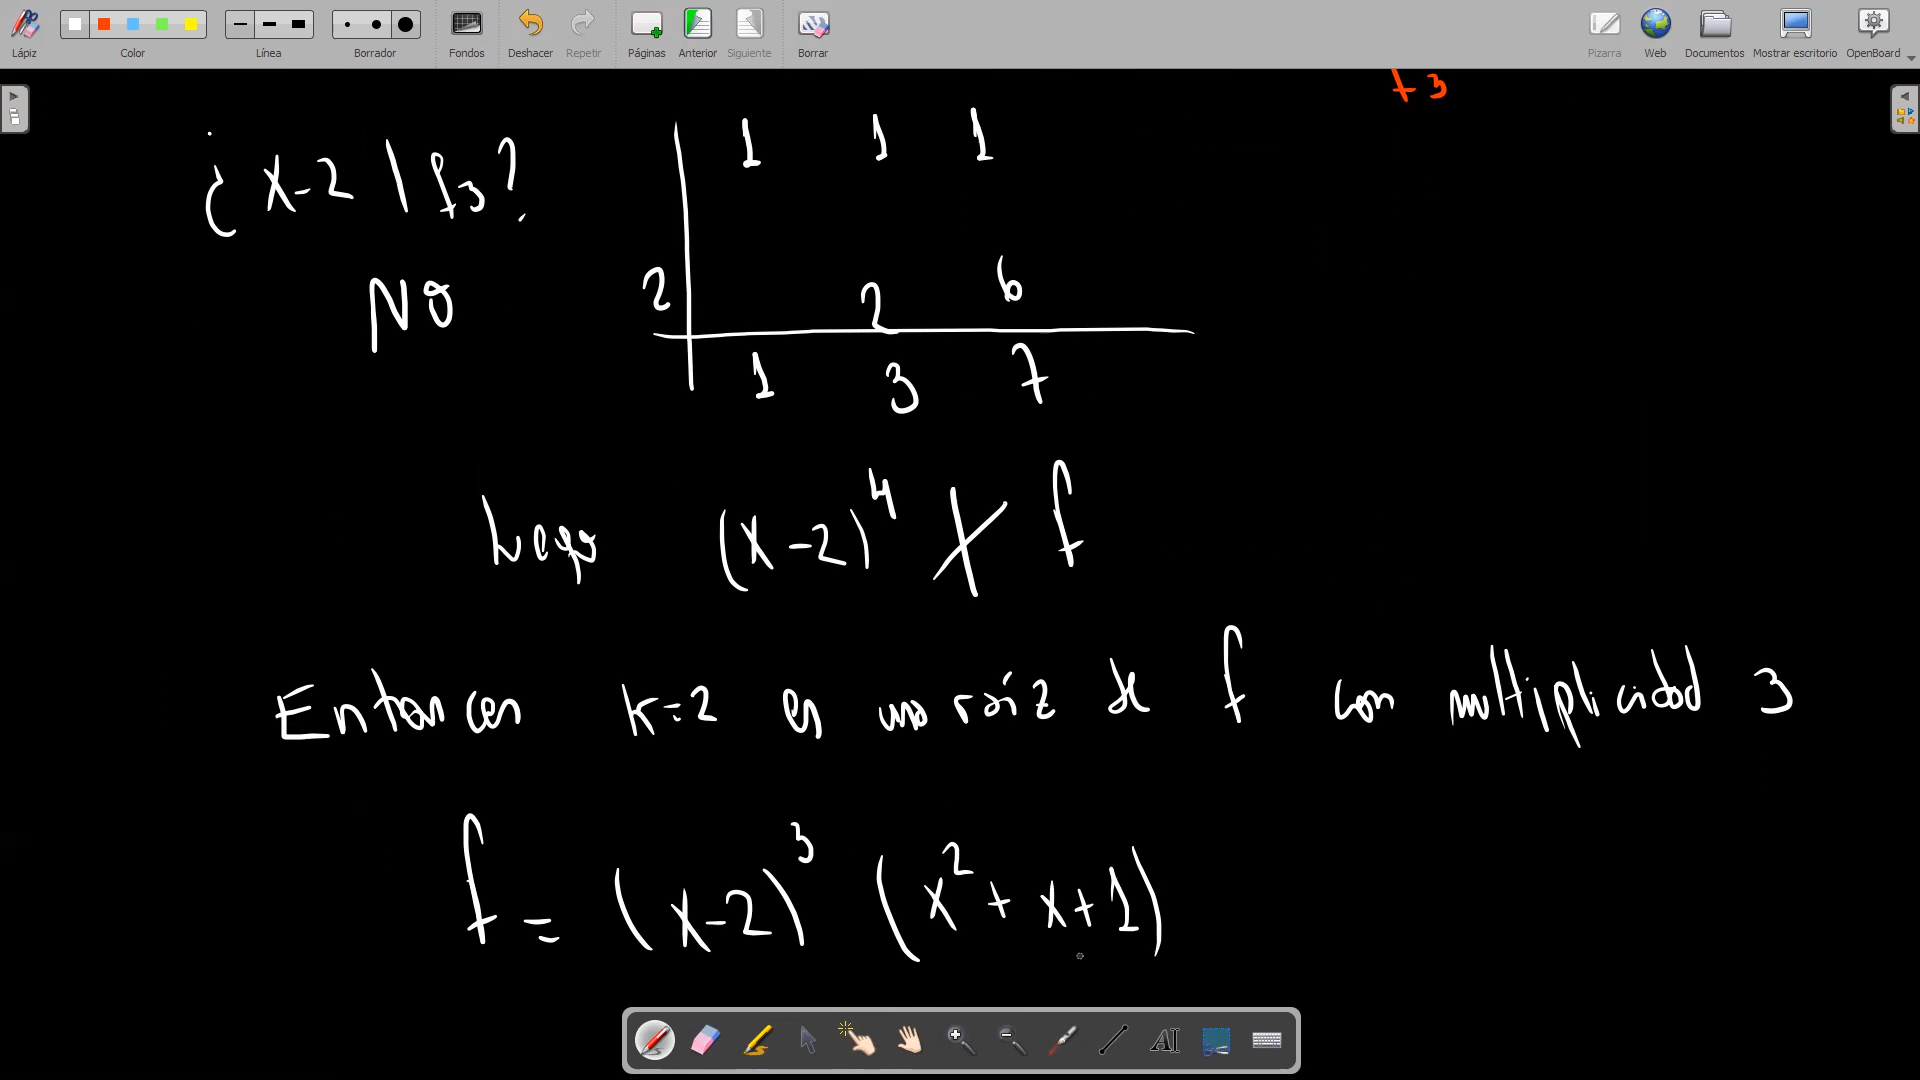 Lápiz Color Línea Borrador Fondos Deshacer Repetir Páginas Anterior Siguiente Borrar Pizarra Web Documentos Mostrar escritorio OpenBoard
f3
¿ x-2 | f3 ?
1 1 1
NO
2 2 6
1 3 7
Luego (x-2)^4 ∤ f
Entonces k=2 es una raíz de f con multiplicidad 3
f = (x-2)^3 (x^2 + x + 1)